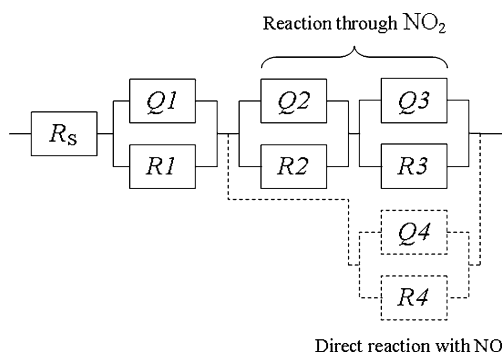 Reaction through NO₂
Q1 Q2 Q3
Rs
R1 R2 R3
Q4
R4
Direct reaction with NO